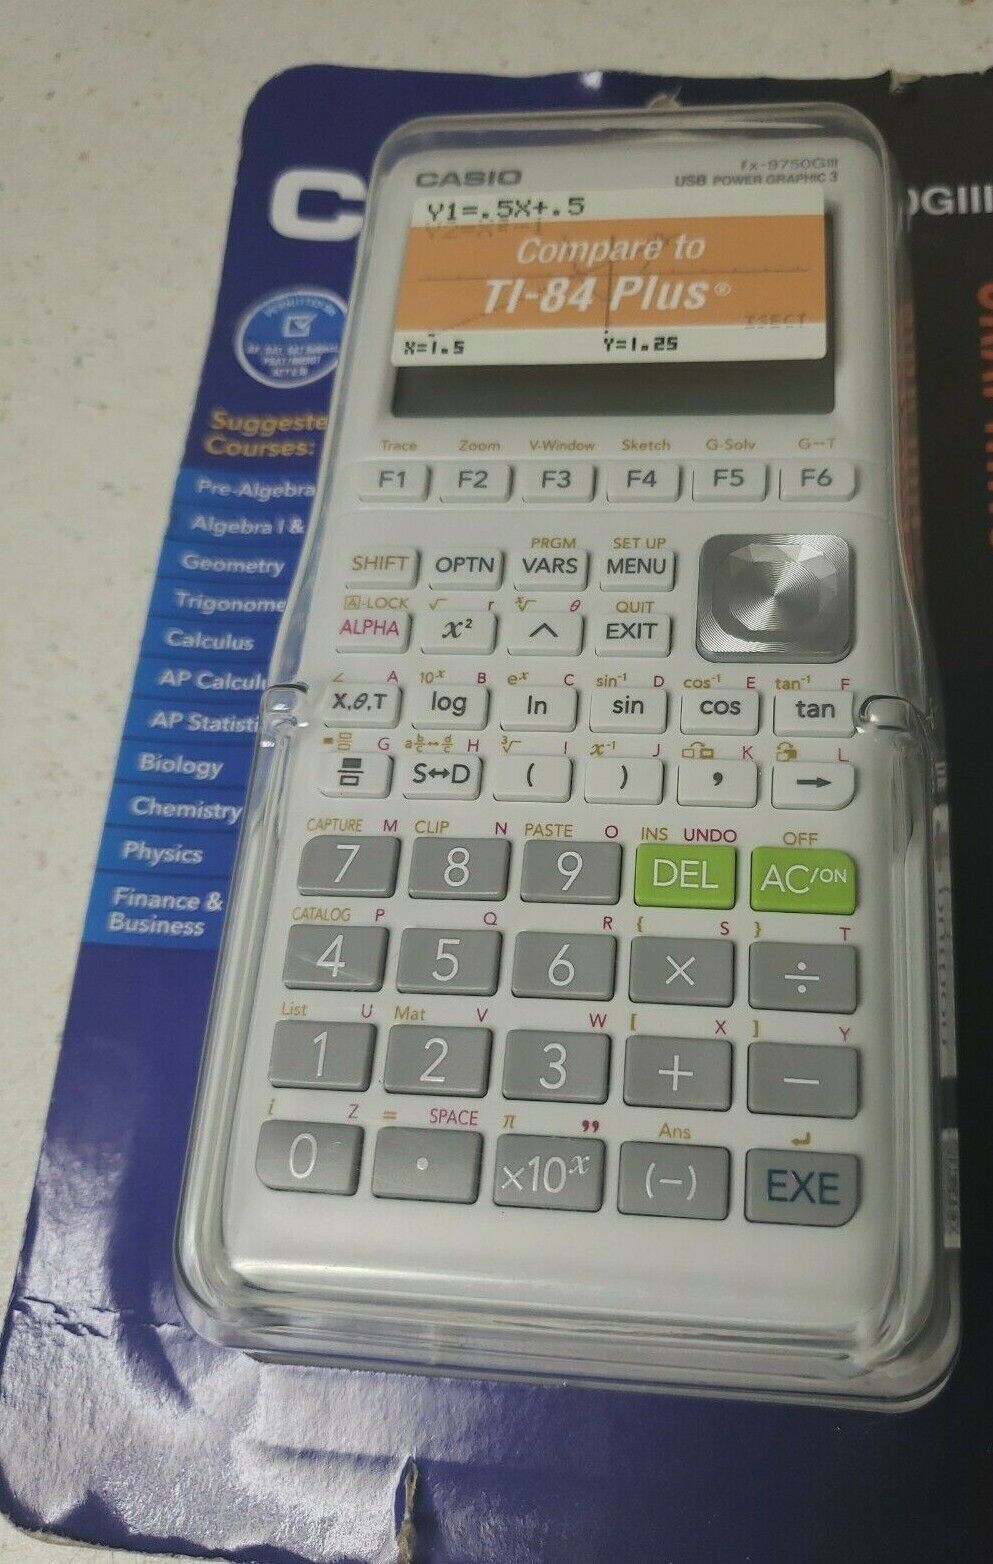 C
0GIII
CASIO
fx-9750GIII
USB POWER GRAPHIC 3
Y1=.5X+.5
Compare to
TI-84 Plus®
ISECT
X=1.5 Y=1.25
Suggeste
Courses:
Pre-Algebra
Algebra I &
Geometry
Trigonome
Calculus
AP Calcul
AP Statisti
Biology
Chemistry
Physics
Finance &
Business
Trace Zoom V-Window Sketch G-Solv G↔T
F1 F2 F3 F4 F5 F6
PRGM SET UP
SHIFT OPTN VARS MENU
A-LOCK √ r ˣ√ θ QUIT
ALPHA x² ^ EXIT
∠ A 10ˣ B eˣ C sin⁻¹ D cos⁻¹ E tan⁻¹ F
X,θ,T log ln sin cos tan
G a b/c↔d/c H ³√ I x⁻¹ J K L
S↔D ( ) , →
CAPTURE M CLIP N PASTE O INS UNDO OFF
7 8 9 DEL AC/ON
CATALOG P Q R { S } T
4 5 6 × ÷
List U Mat V W [ X ] Y
1 2 3 + −
i Z = SPACE π " Ans ↵
0 . ×10ˣ (−) EXE